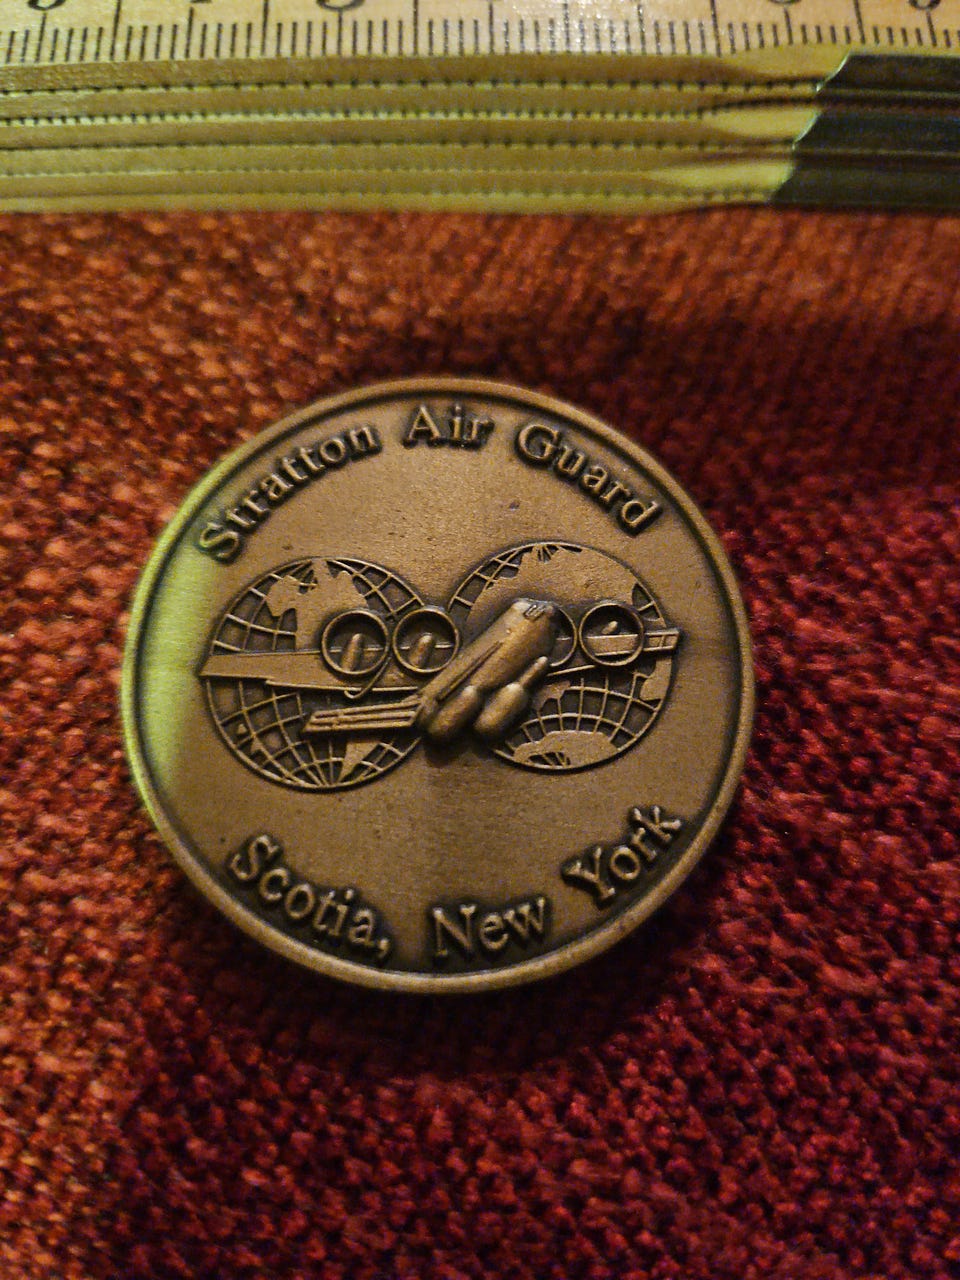 Stratton Air Guard
Scotia, New York